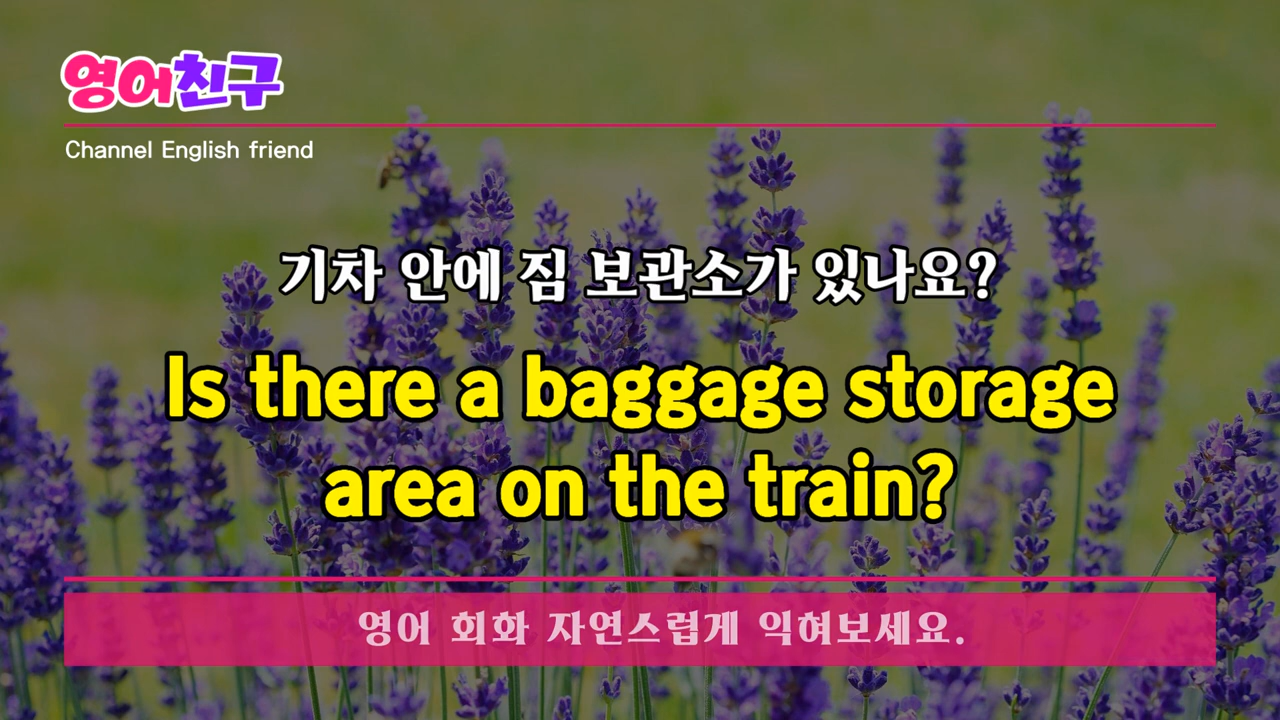 영어친구
Channel English friend
기차 안에 짐 보관소가 있나요?
Is there a baggage storage
area on the train?
영어 회화 자연스럽게 익혀보세요.